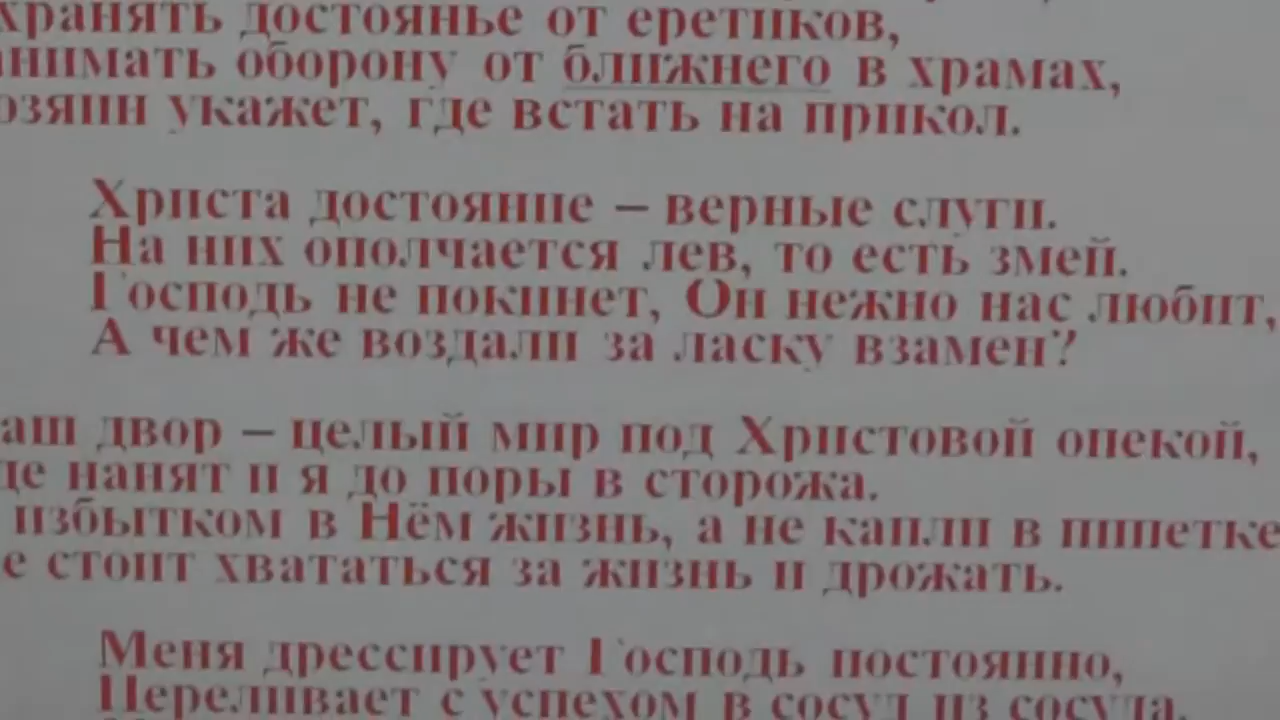 хранять достоянье от еретиков,
анимать оборону от ближнего в храмах,
озяин укажет, где встать на прикол.
Христа достояние – верные слуги.
На них ополчается лев, то есть змей.
Господь не покинет, Он нежно нас любит,
А чем же воздали за ласку взамен?
аш двор – целый мир под Христовой опекой,
де нанят и я до поры в сторожа.
избытком в Нём жизнь, а не капли в пипетке
е стоит хвататься за жизнь и дрожать.
Меня дрессирует Господь постоянно,
Переливает с успехом в сосуд из сосуда.